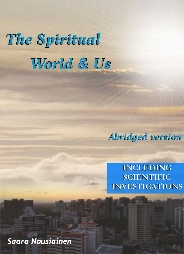 The Spiritual
World & Us
Abridged version
INCLUDING
SCIENTIFIC
INVESTIGATIONS
Saara Nousiainen